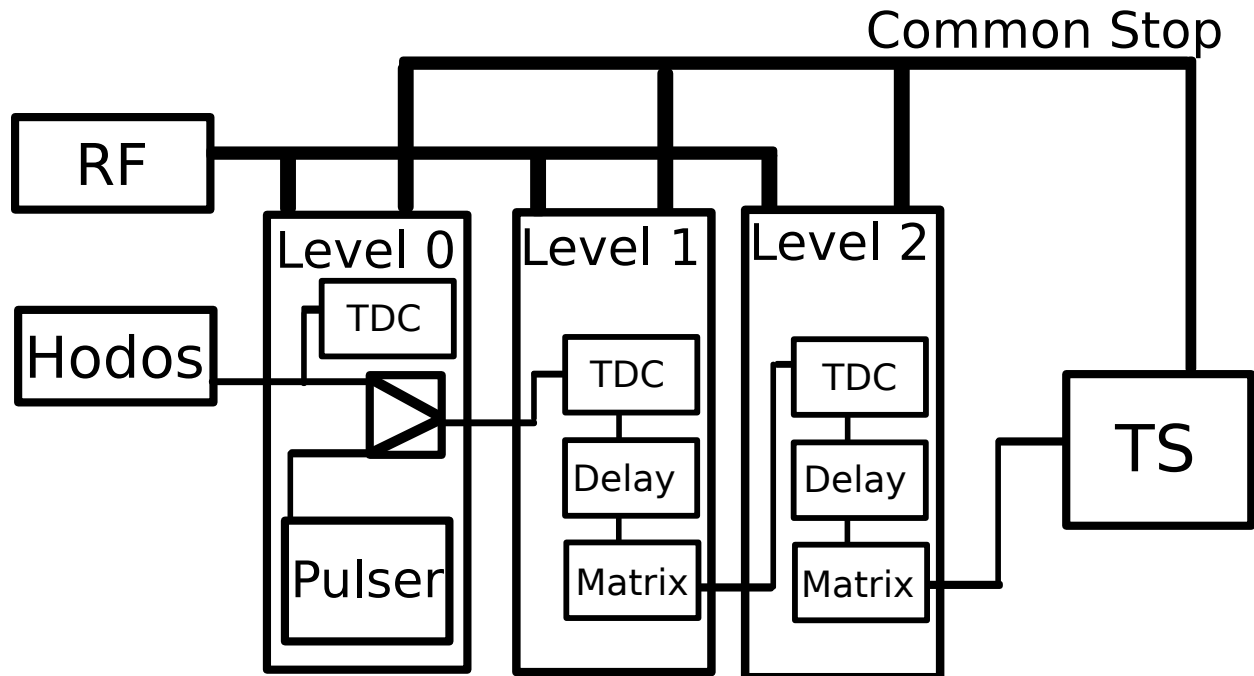 Common Stop
RF
Level 0
Level 1
Level 2
TDC
Hodos
TDC
TDC
TS
Delay
Delay
Pulser
Matrix
Matrix